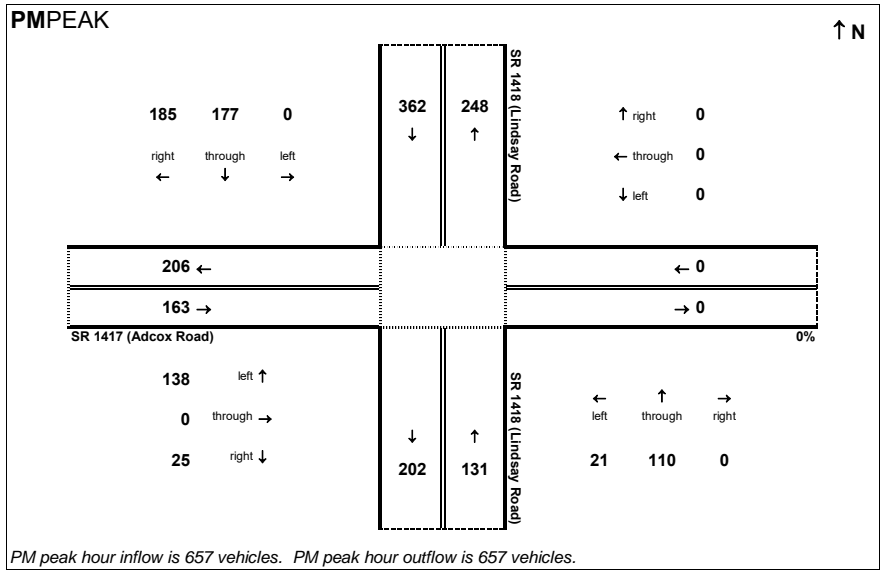 PMPEAK
↑ N
SR 1418 (Lindsay Road)
185 177 0
right through left
← ↓ →
362 248
↓ ↑
↑ right 0
← through 0
↓ left 0
206 ←
163 →
← 0
→ 0
SR 1417 (Adcox Road)
0%
138 left ↑
0 through →
25 right ↓
↓ ↑
202 131
SR 1418 (Lindsay Road)
← ↑ →
left through right
21 110 0
PM peak hour inflow is 657 vehicles. PM peak hour outflow is 657 vehicles.